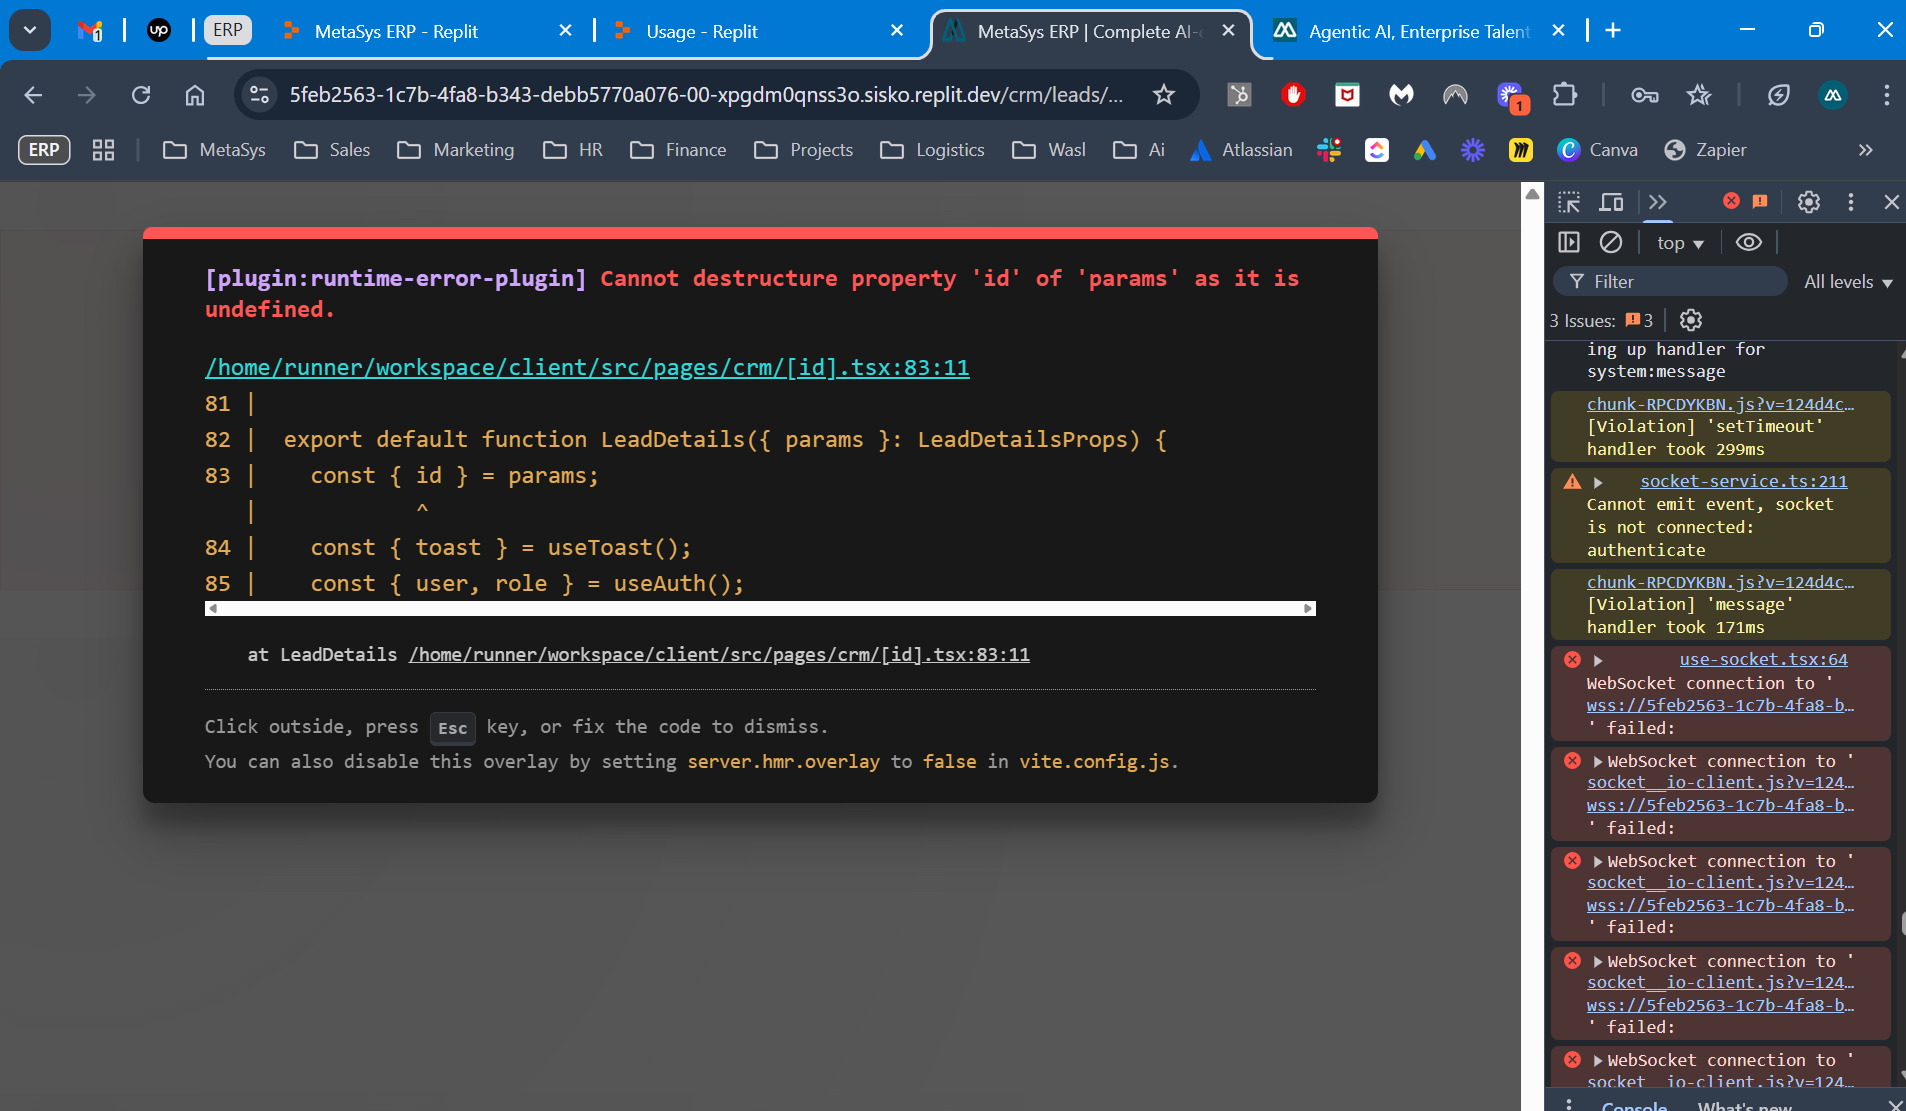 1
up
ERP
MetaSys ERP - Replit
Usage - Replit
MetaSys ERP | Complete AI-
Agentic AI, Enterprise Talent
5feb2563-1c7b-4fa8-b343-debb5770a076-00-xpgdm0qnss3o.sisko.replit.dev/crm/leads/...
1
ERP
MetaSys
Sales
Marketing
HR
Finance
Projects
Logistics
Wasl
Ai
Atlassian
Canva
Zapier
[plugin:runtime-error-plugin] Cannot destructure property 'id' of 'params' as it is
undefined.
/home/runner/workspace/client/src/pages/crm/[id].tsx:83:11
81 |
82 | export default function LeadDetails({ params }: LeadDetailsProps) {
83 | const { id } = params;
| ^
84 | const { toast } = useToast();
85 | const { user, role } = useAuth();
at LeadDetails /home/runner/workspace/client/src/pages/crm/[id].tsx:83:11
Click outside, press Esc key, or fix the code to dismiss.
You can also disable this overlay by setting server.hmr.overlay to false in vite.config.js.
top
Filter
All levels
3 Issues: 3
ing up handler for
system:message
chunk-RPCDYKBN.js?v=124d4c…
[Violation] 'setTimeout'
handler took 299ms
socket-service.ts:211
Cannot emit event, socket
is not connected:
authenticate
chunk-RPCDYKBN.js?v=124d4c…
[Violation] 'message'
handler took 171ms
use-socket.tsx:64
WebSocket connection to '
wss://5feb2563-1c7b-4fa8-b…
' failed:
WebSocket connection to '
socket__io-client.js?v=124…
wss://5feb2563-1c7b-4fa8-b…
' failed:
WebSocket connection to '
socket__io-client.js?v=124…
wss://5feb2563-1c7b-4fa8-b…
' failed:
WebSocket connection to '
socket__io-client.js?v=124…
wss://5feb2563-1c7b-4fa8-b…
' failed:
WebSocket connection to '
socket__io-client.js?v=124…
Console
What's new